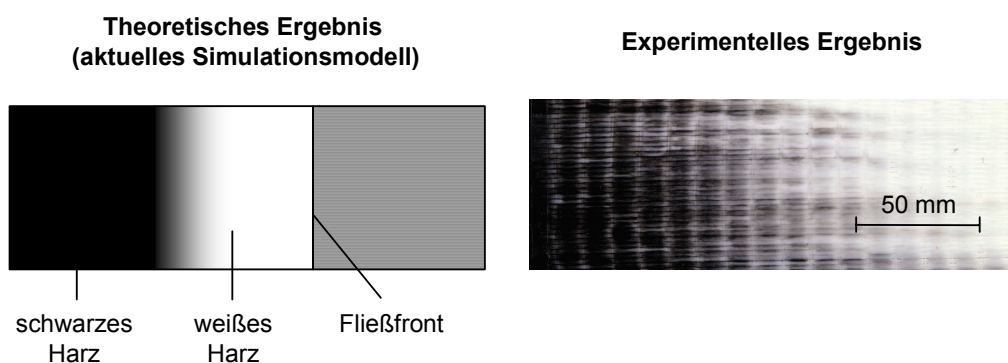 Theoretisches Ergebnis
(aktuelles Simulationsmodell)
Experimentelles Ergebnis
50 mm
schwarzes
Harz
weißes
Harz
Fließfront